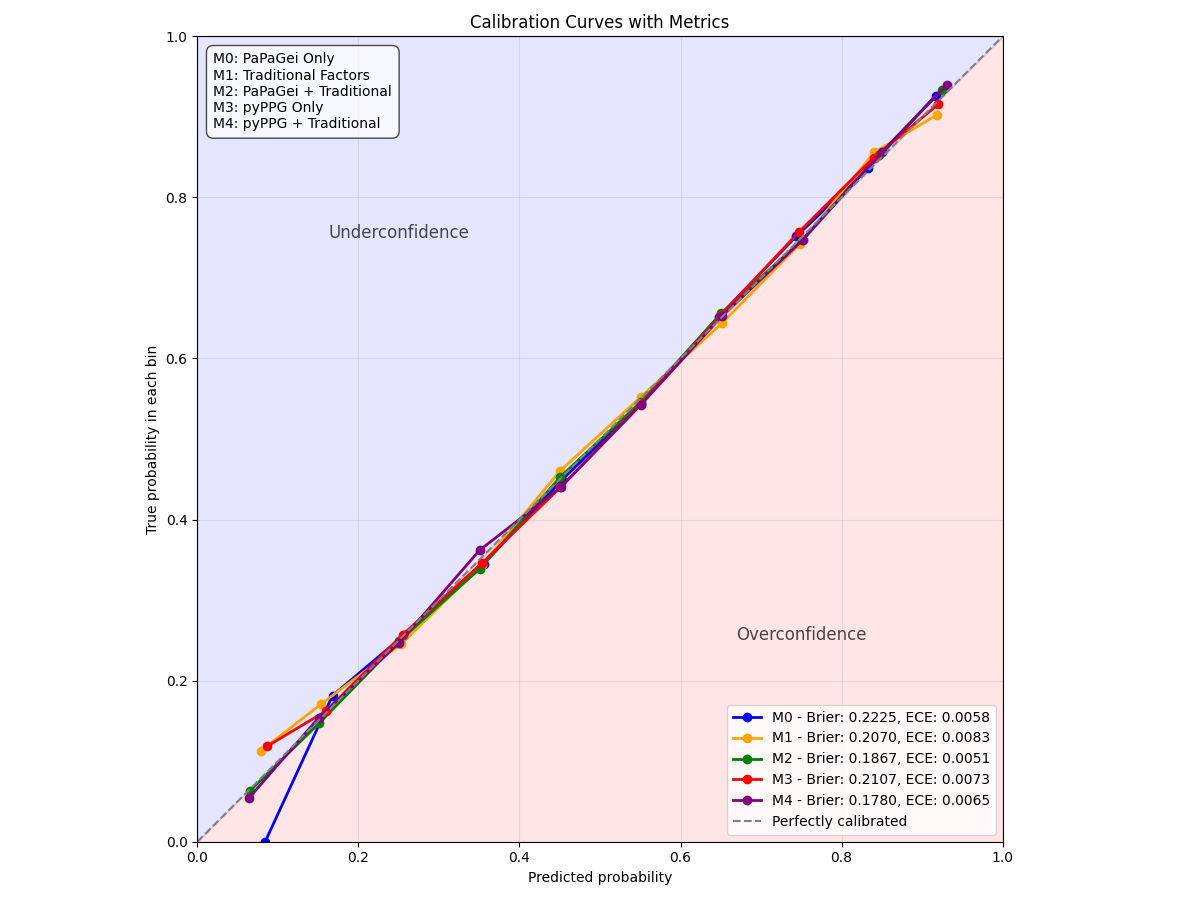 Calibration Curves with Metrics
1.0
M0: PaPaGei Only
M1: Traditional Factors
M2: PaPaGei + Traditional
M3: pyPPG Only
M4: pyPPG + Traditional
0.8
Underconfidence
0.6
True probability in each bin
0.4
Overconfidence
0.2
M0 - Brier: 0.2225, ECE: 0.0058
M1 - Brier: 0.2070, ECE: 0.0083
M2 - Brier: 0.1867, ECE: 0.0051
M3 - Brier: 0.2107, ECE: 0.0073
M4 - Brier: 0.1780, ECE: 0.0065
Perfectly calibrated
0.0
0.0 0.2 0.4 0.6 0.8 1.0
Predicted probability